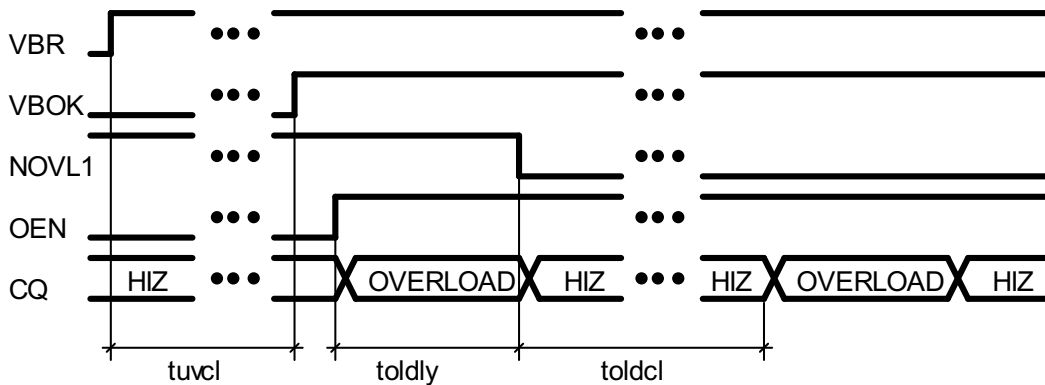 VBR
VBOK
NOVL1
OEN
CQ HIZ OVERLOAD HIZ HIZ OVERLOAD HIZ
tuvcl toldly toldcl